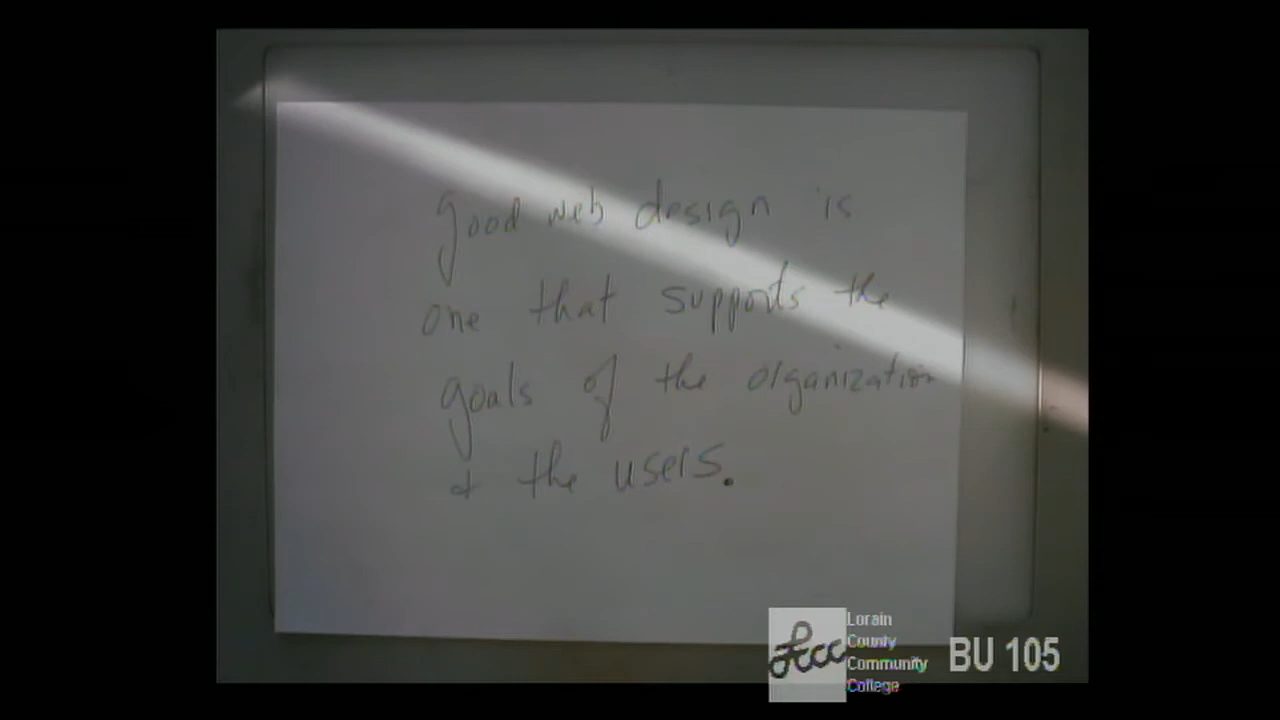 good web design is
one that supports the
goals of the organization
+ the users.
lccc
Lorain
County
Community
College
BU 105